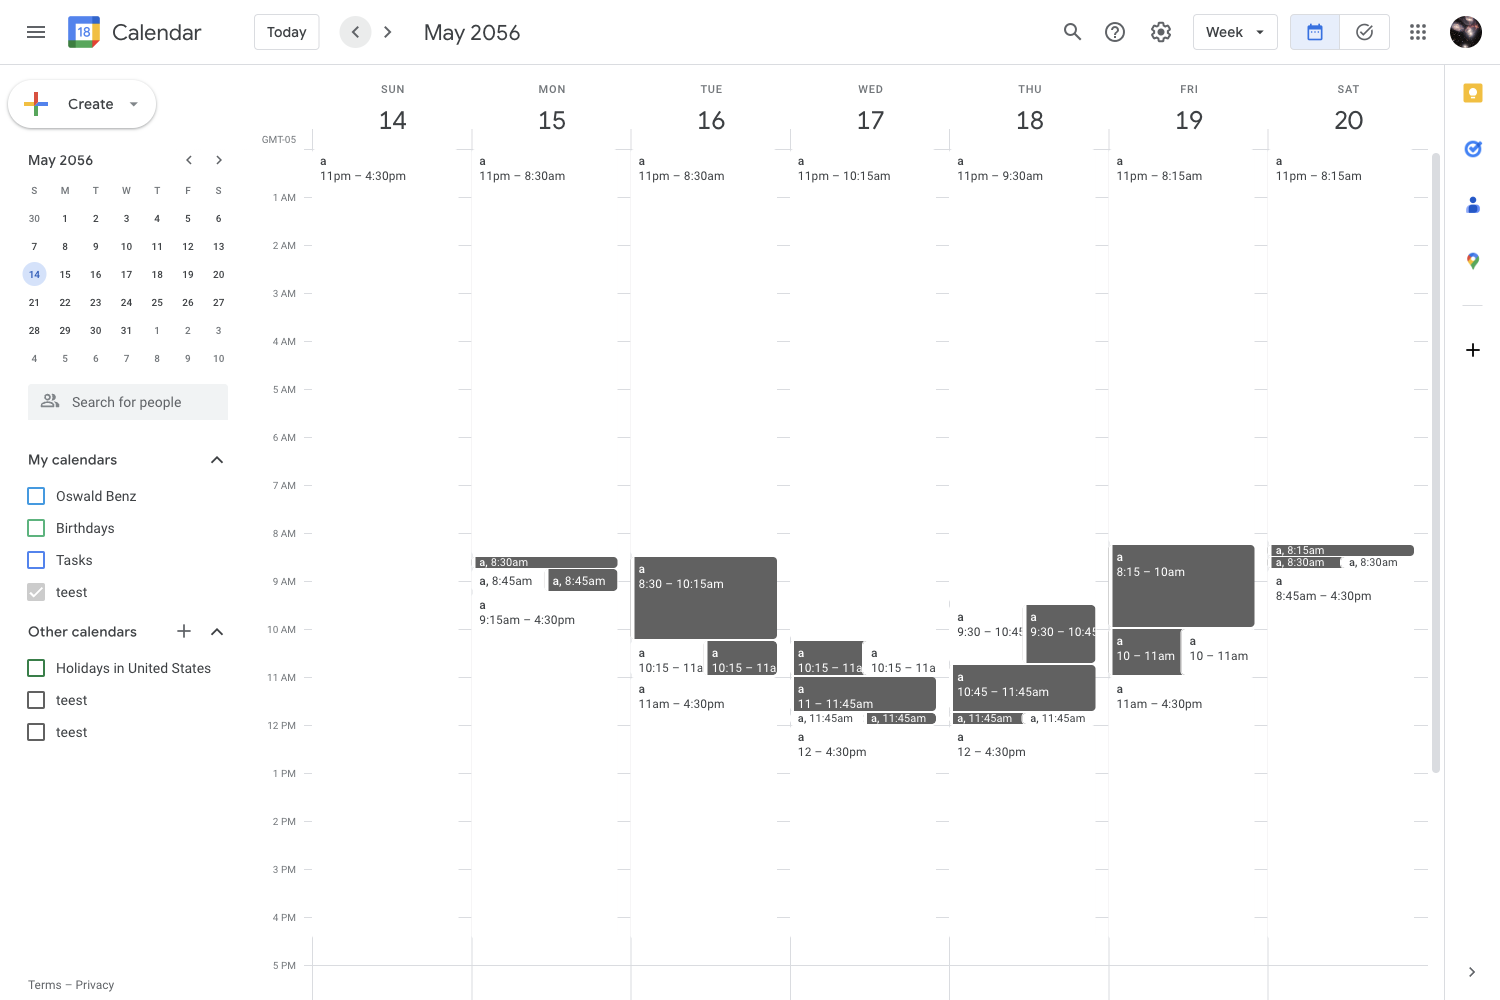 18 Calendar
Today
May 2056
Week
Create
May 2056
S M T W T F S
30 1 2 3 4 5 6
7 8 9 10 11 12 13
14 15 16 17 18 19 20
21 22 23 24 25 26 27
28 29 30 31 1 2 3
4 5 6 7 8 9 10
Search for people
My calendars
Oswald Benz
Birthdays
Tasks
teest
Other calendars
Holidays in United States
teest
teest
Terms – Privacy
GMT-05
SUN MON TUE WED THU FRI SAT
14 15 16 17 18 19 20
1 AM
2 AM
3 AM
4 AM
5 AM
6 AM
7 AM
8 AM
9 AM
10 AM
11 AM
12 PM
1 PM
2 PM
3 PM
4 PM
5 PM
a
11pm – 4:30pm
a
11pm – 8:30am
a, 8:30am
a, 8:45am
a, 8:45am
a
9:15am – 4:30pm
a
11pm – 8:30am
a
8:30 – 10:15am
a
10:15 – 11a
a
10:15 – 11a
a
11am – 4:30pm
a
11pm – 10:15am
a
10:15 – 11a
a
10:15 – 11a
a
11 – 11:45am
a, 11:45am
a, 11:45am
a
12 – 4:30pm
a
11pm – 9:30am
a
9:30 – 10:45
a
9:30 – 10:45
a
10:45 – 11:45am
a, 11:45am
a, 11:45am
a
12 – 4:30pm
a
11pm – 8:15am
a
8:15 – 10am
a
10 – 11am
a
10 – 11am
a
11am – 4:30pm
a
11pm – 8:15am
a, 8:15am
a, 8:30am
a, 8:30am
a
8:45am – 4:30pm